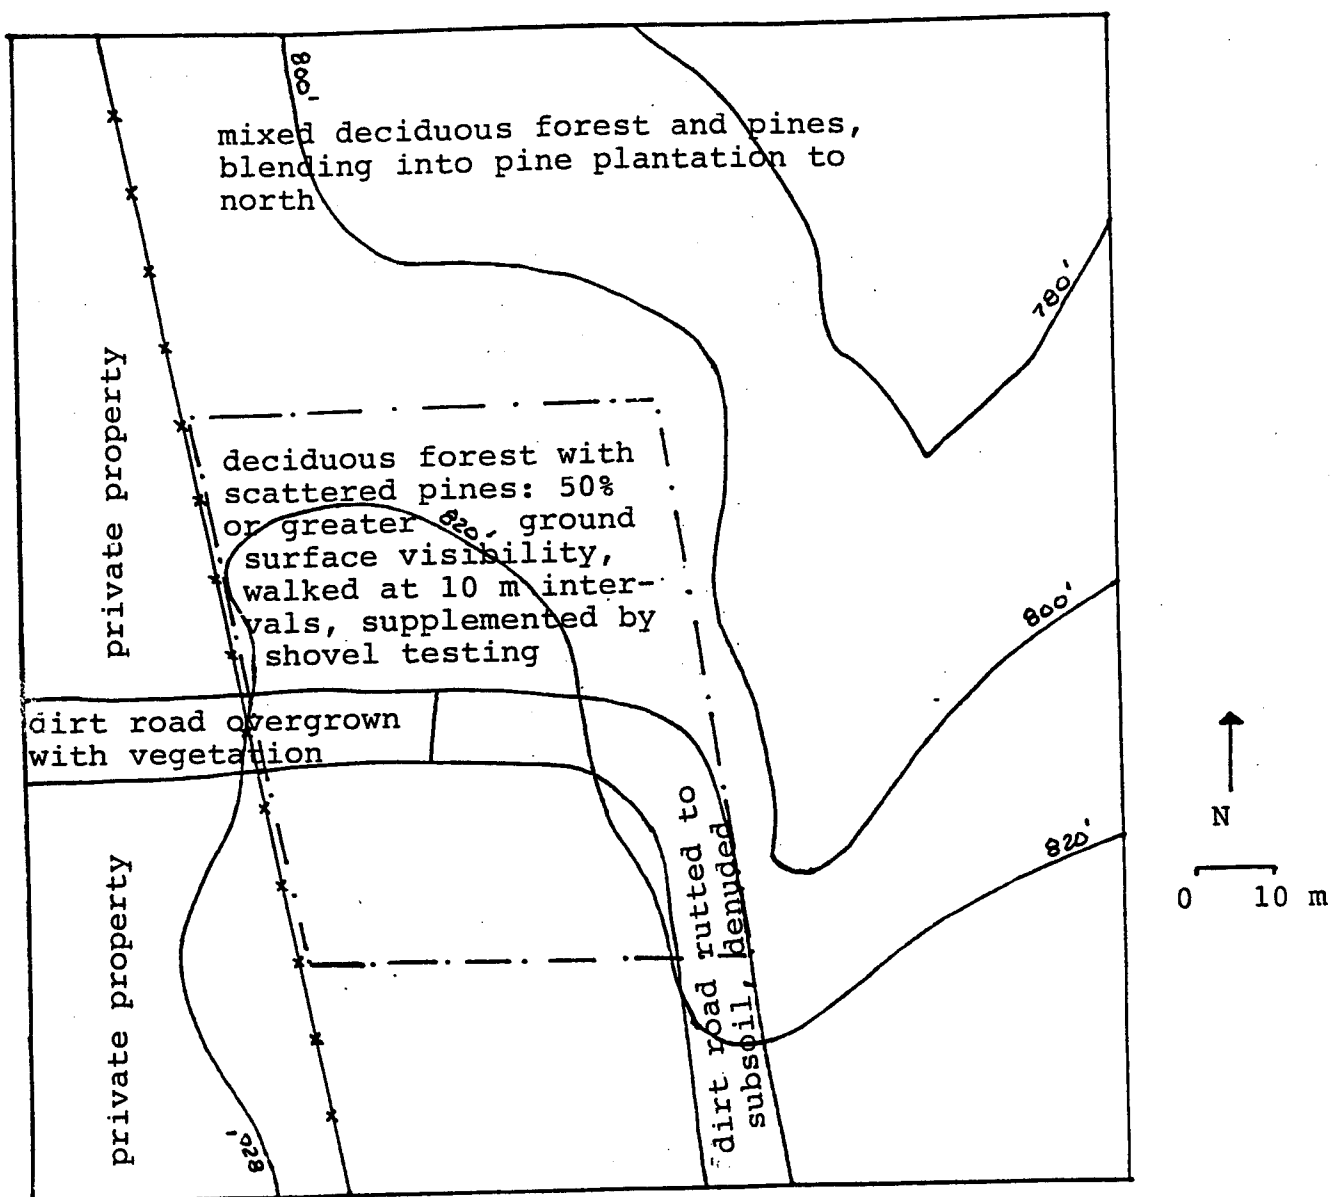 800'
mixed deciduous forest and pines,
blending into pine plantation to
north
780'
private property
deciduous forest with
scattered pines: 50%
or greater ground
820'
surface visibility,
walked at 10 m inter-
vals, supplemented by
shovel testing
800'
dirt road overgrown
with vegetation
dirt road rutted to
subsoil, denuded
820'
N
0 10 m
private property
820'